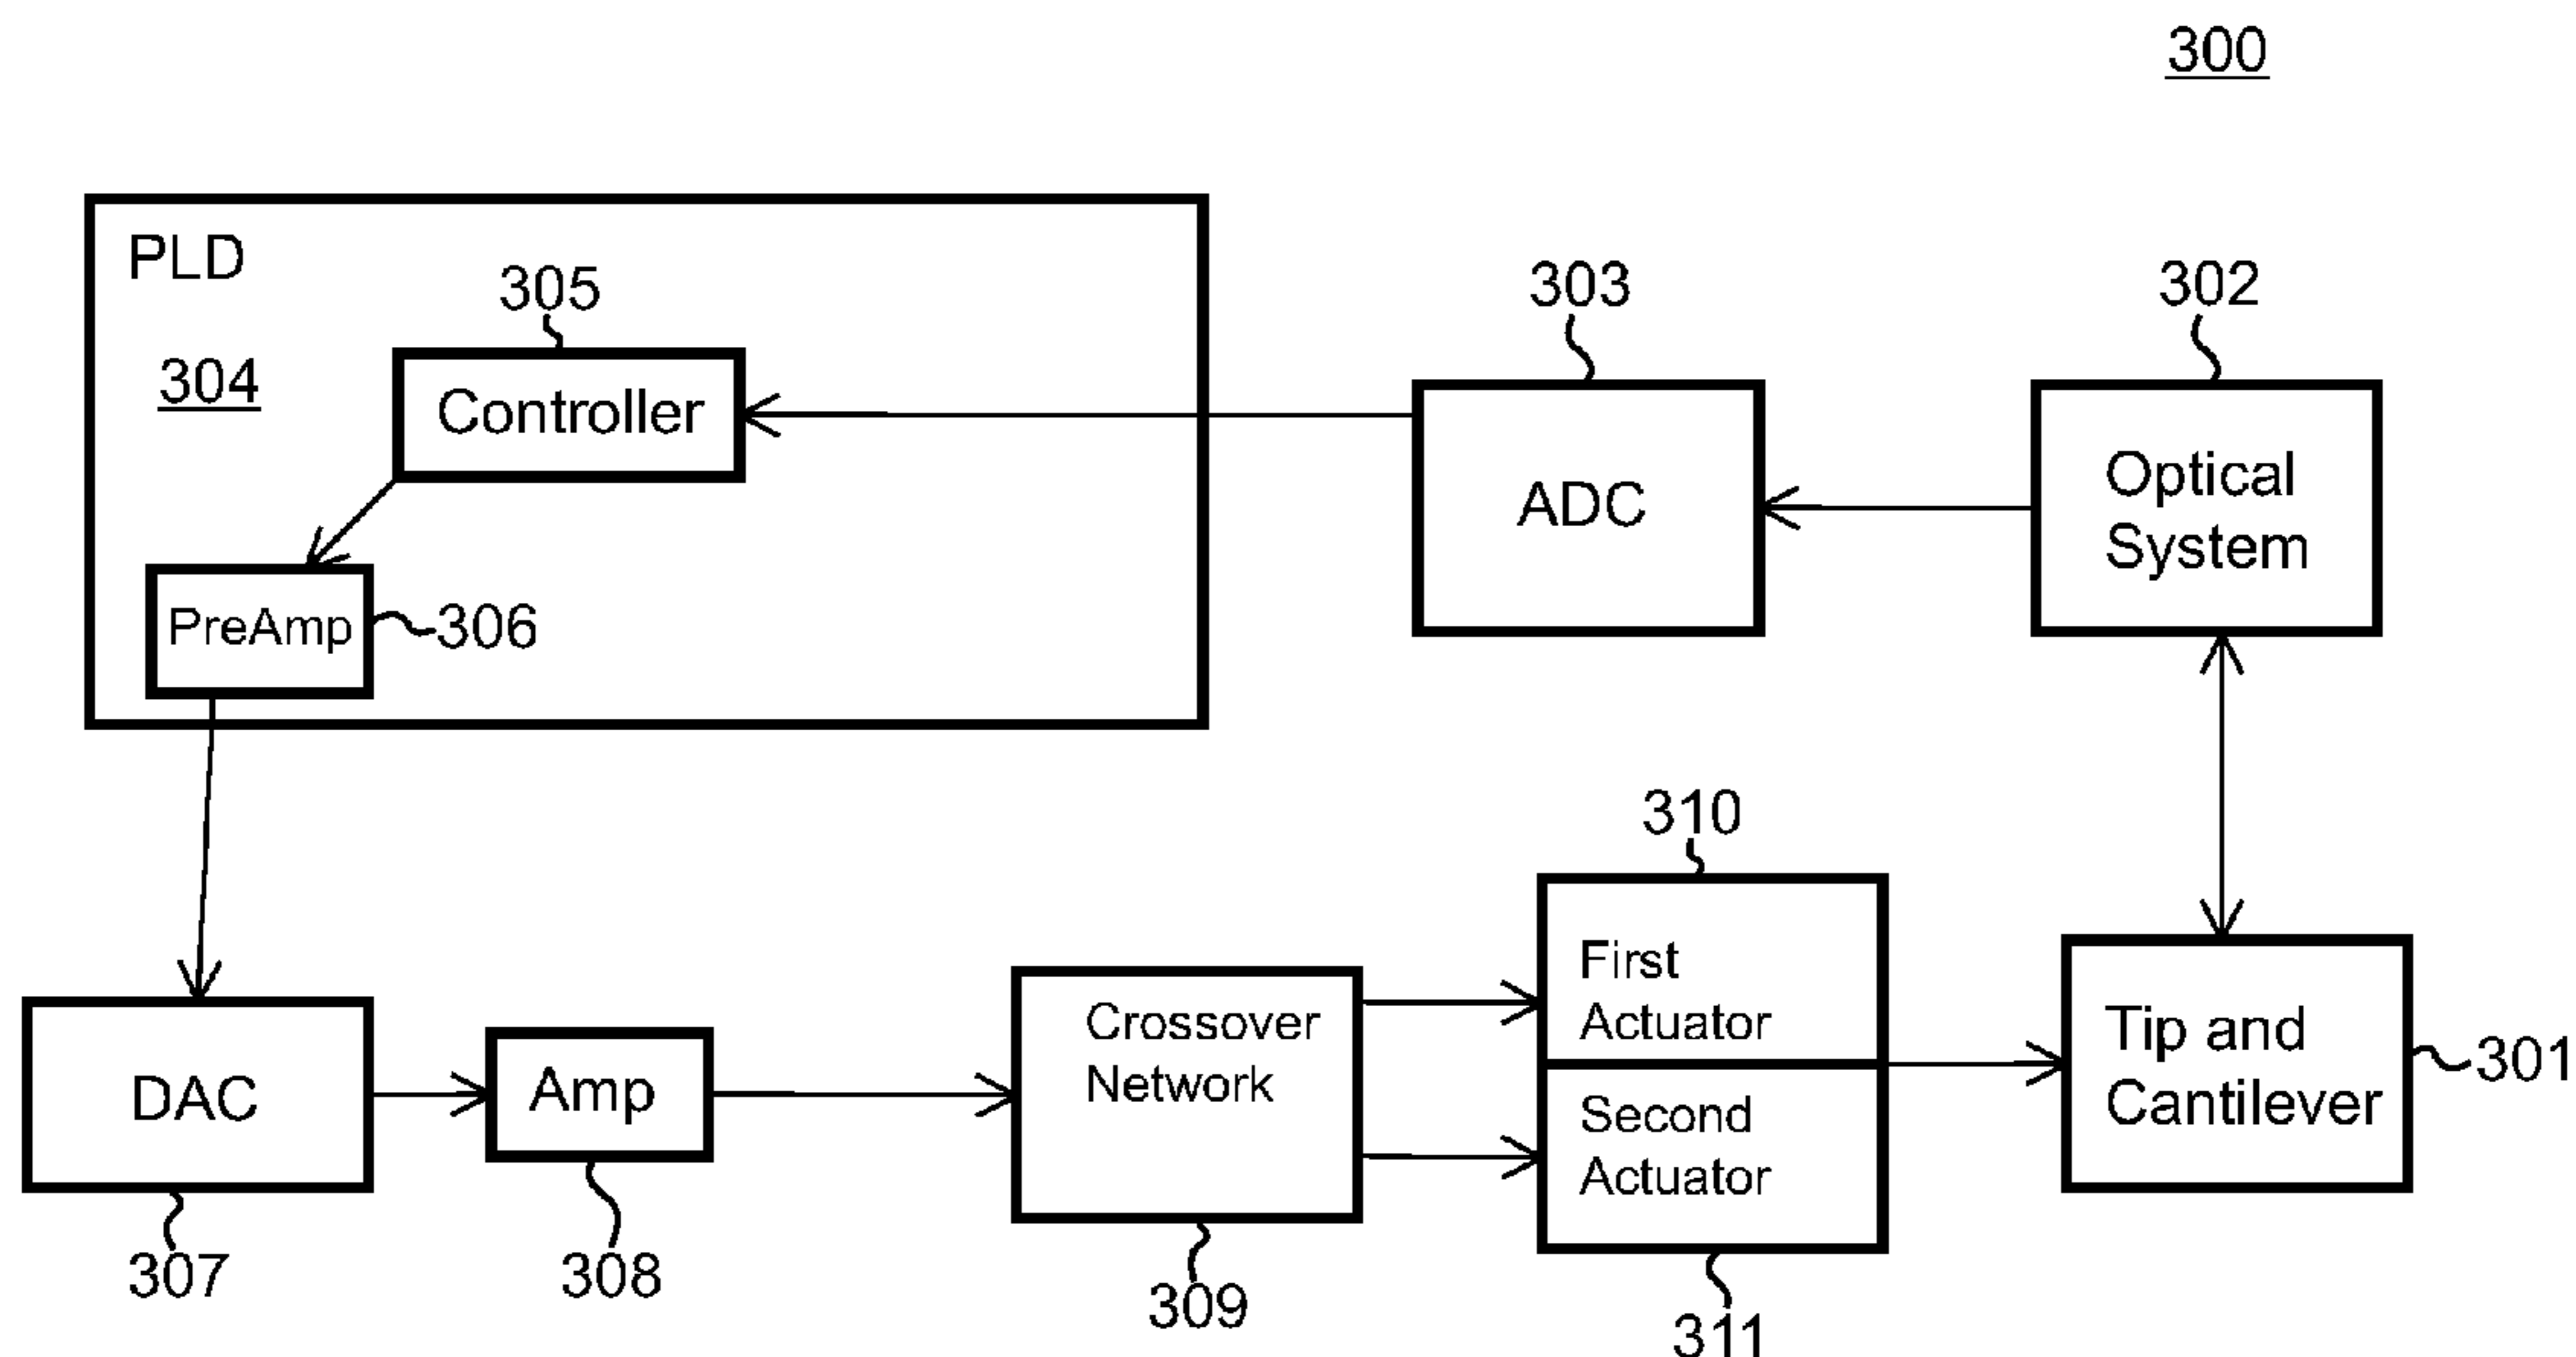 300
PLD
304
305
Controller
PreAmp
306
303
ADC
302
Optical
System
DAC
307
Amp
308
Crossover
Network
309
310
First
Actuator
Second
Actuator
311
Tip and
Cantilever
301